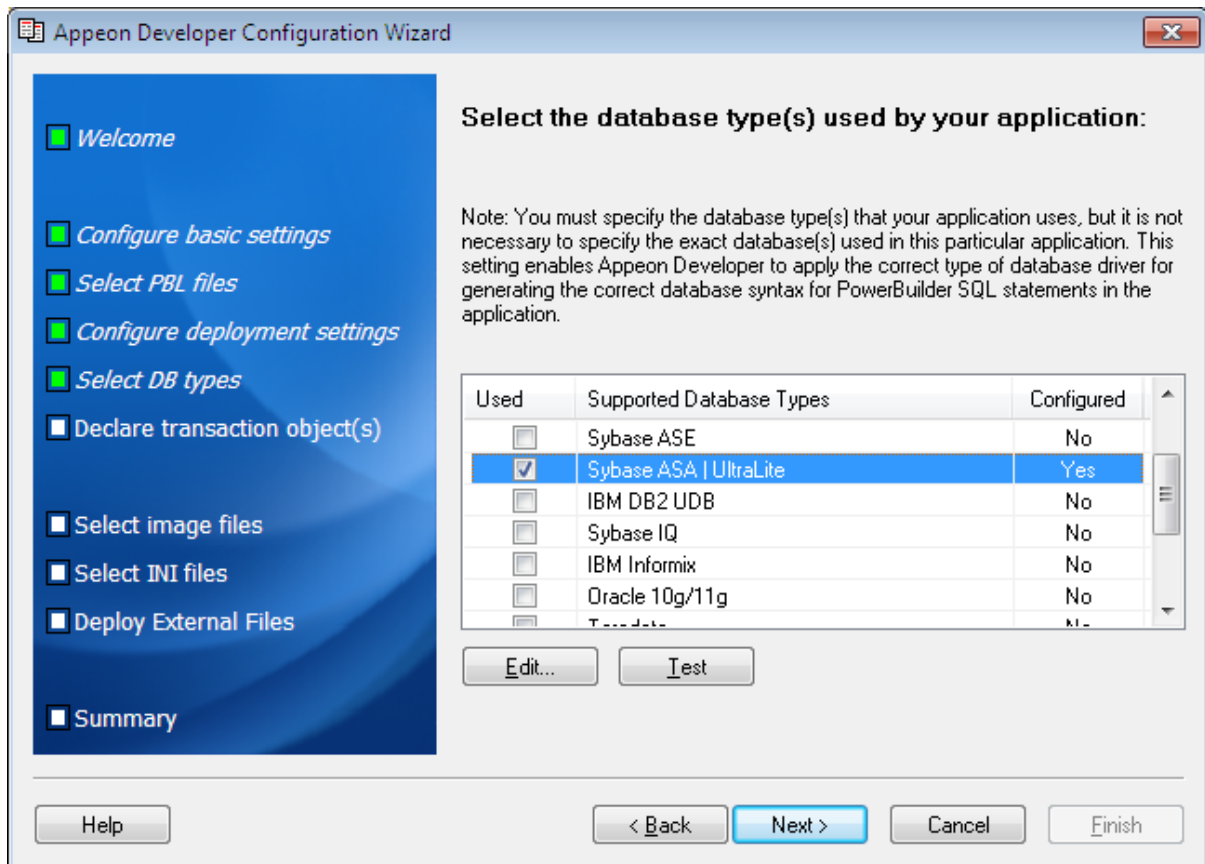 Appeon Developer Configuration Wizard
Welcome
Configure basic settings
Select PBL files
Configure deployment settings
Select DB types
Declare transaction object(s)
Select image files
Select INI files
Deploy External Files
Summary
Select the database type(s) used by your application:
Note: You must specify the database type(s) that your application uses, but it is not
necessary to specify the exact database(s) used in this particular application. This
setting enables Appeon Developer to apply the correct type of database driver for
generating the correct database syntax for PowerBuilder SQL statements in the
application.
Used Supported Database Types Configured
Sybase ASE No
Sybase ASA | UltraLite Yes
IBM DB2 UDB No
Sybase IQ No
IBM Informix No
Oracle 10g/11g No
Edit... Test
Help < Back Next > Cancel Finish